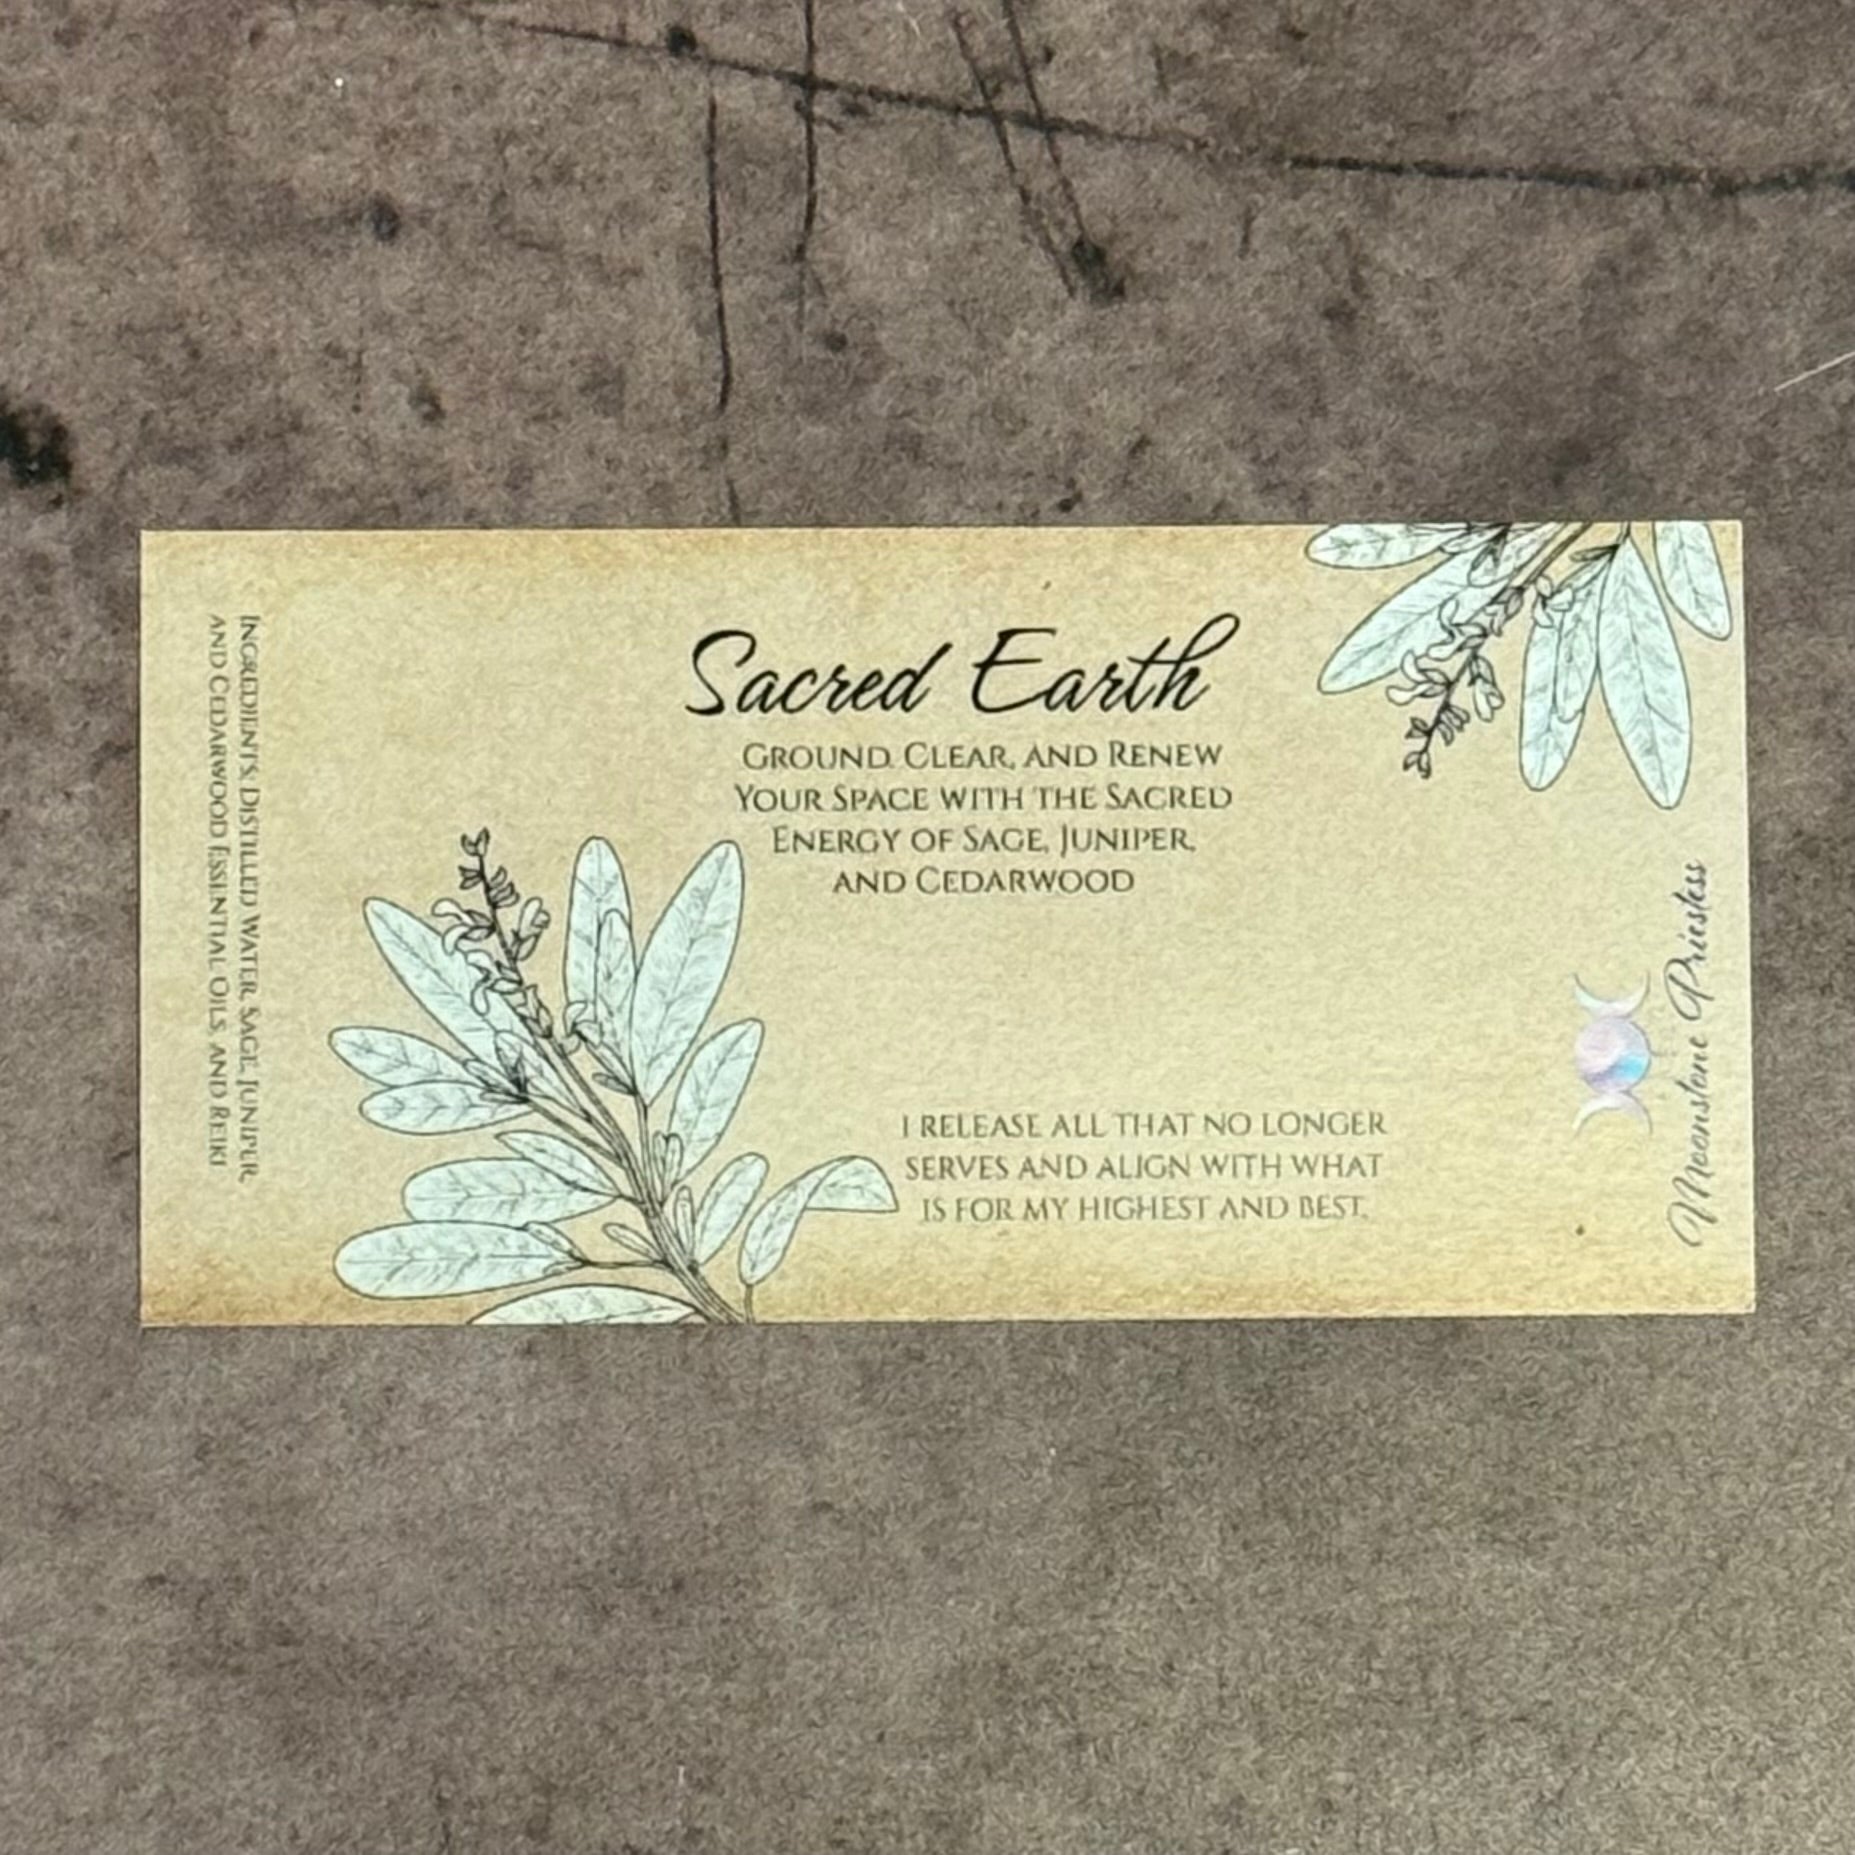 Sacred Earth
Ground, Clear, and Renew
Your Space with the Sacred
Energy of Sage, Juniper,
and Cedarwood
I release all that no longer
serves and align with what
is for my highest and best.
Ingredients: Distilled Water, Sage, Juniper,
and Cedarwood Essential Oils, and Reiki
Moonstone Priestess